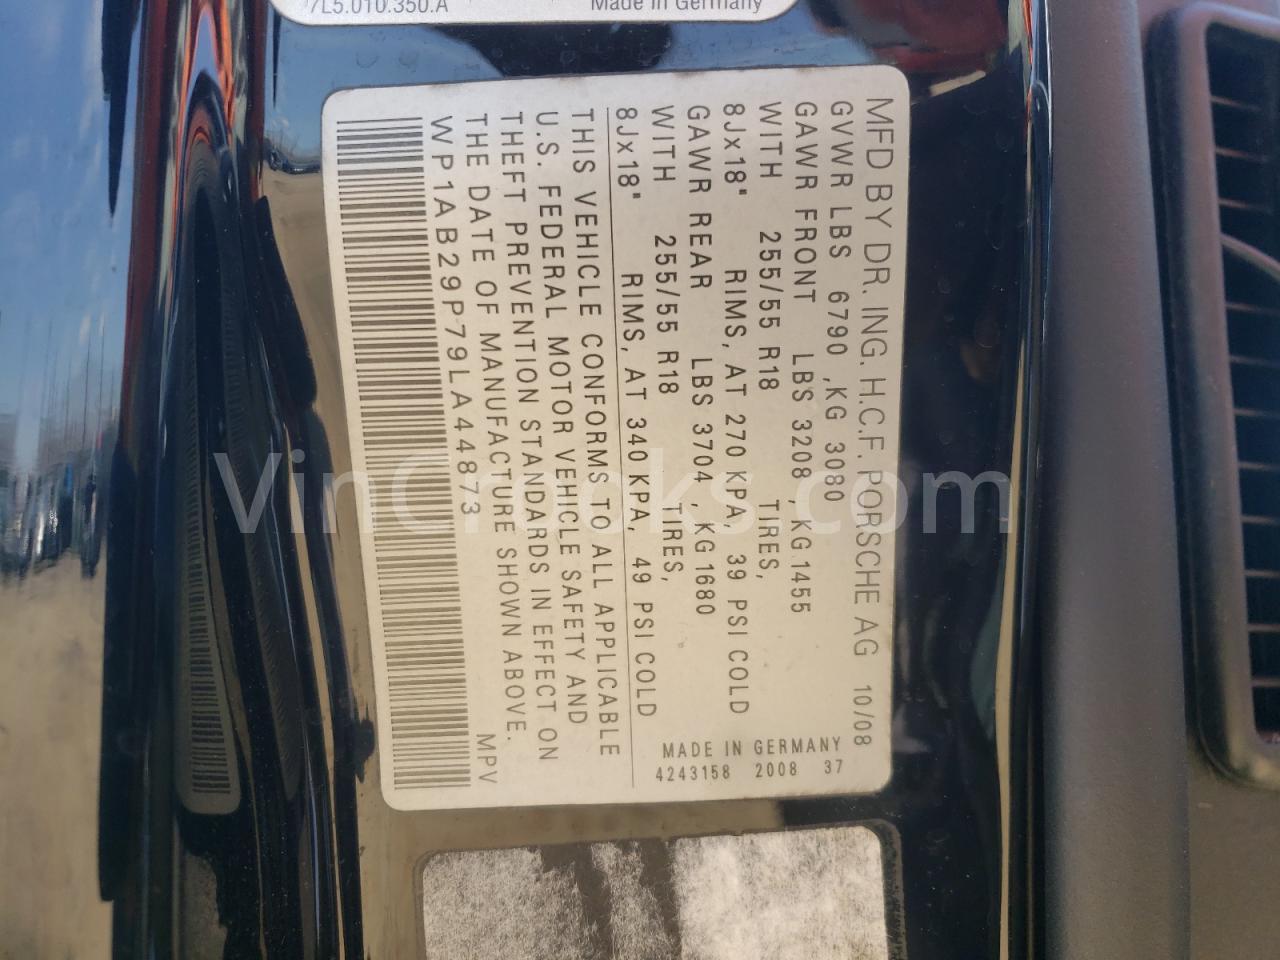 7L5.010.350.A Made in Germany
MFD BY DR. ING. H.C.F. PORSCHE AG 10/08
GVWR LBS 6790 ,KG 3080
GAWR FRONT LBS 3208 , KG 1455
WITH 255/55 R18 TIRES,
8Jx18" RIMS, AT 270 KPA, 39 PSI COLD
GAWR REAR LBS 3704 , KG 1680
WITH 255/55 R18 TIRES,
8Jx18" RIMS, AT 340 KPA, 49 PSI COLD
MADE IN GERMANY
4243158 2008 37
THIS VEHICLE CONFORMS TO ALL APPLICABLE
U.S. FEDERAL MOTOR VEHICLE SAFETY AND
THEFT PREVENTION STANDARDS IN EFFECT ON
THE DATE OF MANUFACTURE SHOWN ABOVE.
WP1AB29P79LA44873 MPV
VinCracks.com